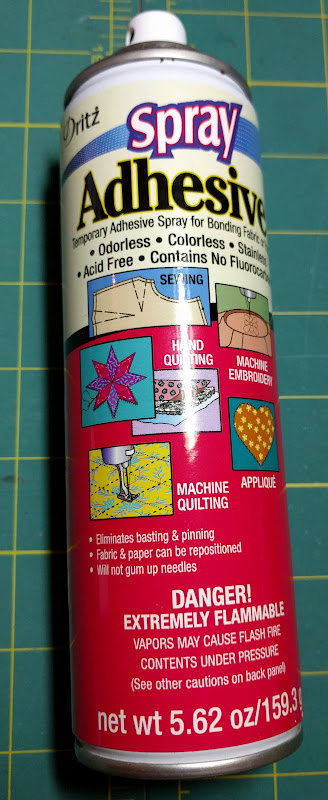 Dritz
Spray
Adhesive
Temporary Adhesive Spray for Bonding Fabric
• Odorless • Colorless • Stainless
• Acid Free • Contains No Fluorocarbo
SEWING
HAND
QUILTING
MACHINE
EMBROIDERY
APPLIQUÉ
MACHINE
QUILTING
• Eliminates basting & pinning
• Fabric & paper can be repositioned
• Will not gum up needles
DANGER!
EXTREMELY FLAMMABLE
VAPORS MAY CAUSE FLASH FIRE
CONTENTS UNDER PRESSURE
(See other cautions on back panel)
net wt 5.62 oz/159.3 g